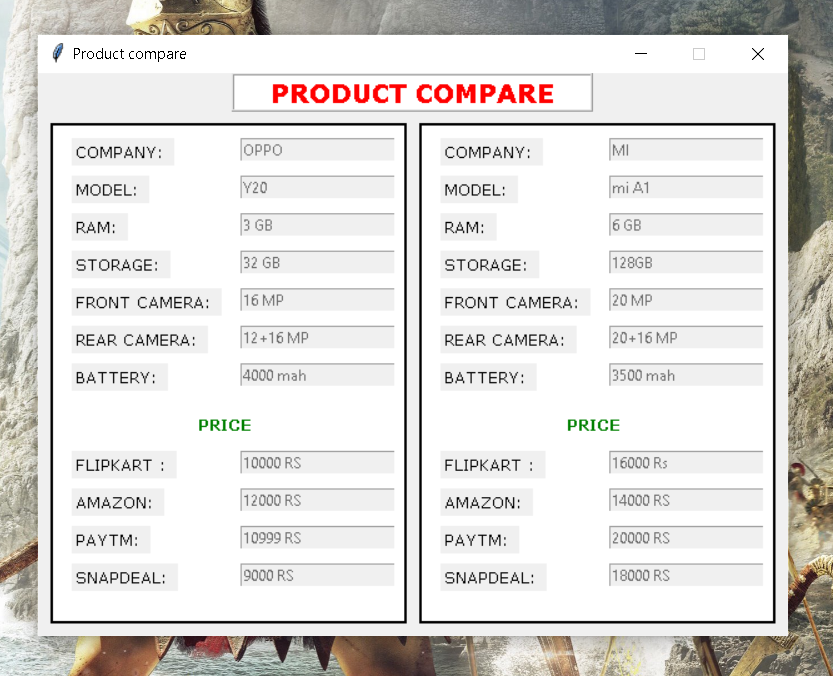 Product compare
PRODUCT COMPARE
COMPANY: OPPO
MODEL: Y20
RAM: 3 GB
STORAGE: 32 GB
FRONT CAMERA: 16 MP
REAR CAMERA: 12+16 MP
BATTERY: 4000 mah
PRICE
FLIPKART : 10000 RS
AMAZON: 12000 RS
PAYTM: 10999 RS
SNAPDEAL: 9000 RS
COMPANY: MI
MODEL: mi A1
RAM: 6 GB
STORAGE: 128GB
FRONT CAMERA: 20 MP
REAR CAMERA: 20+16 MP
BATTERY: 3500 mah
PRICE
FLIPKART : 16000 Rs
AMAZON: 14000 RS
PAYTM: 20000 RS
SNAPDEAL: 18000 RS